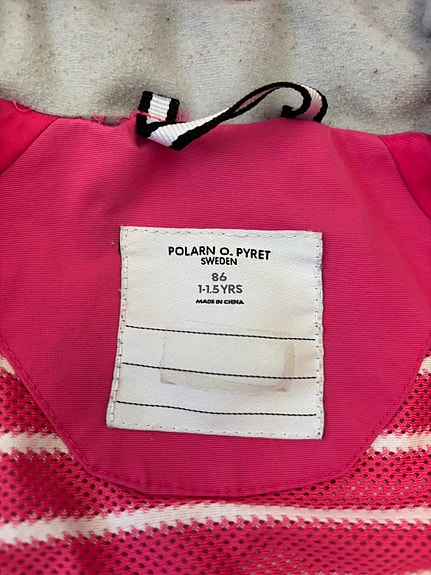 POLARN O. PYRET
SWEDEN
86
1-1.5 YRS
MADE IN CHINA